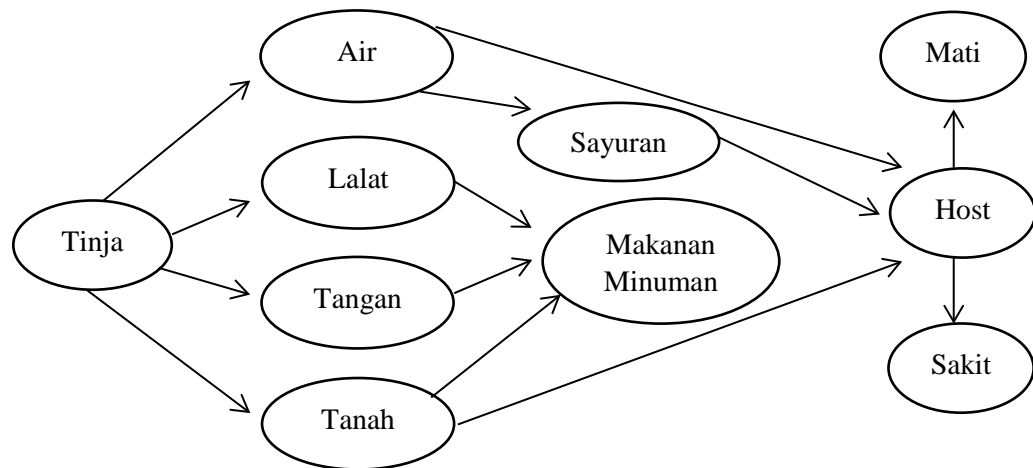 Air
Mati
Sayuran
Lalat
Host
Tinja
Makanan
Minuman
Tangan
Sakit
Tanah